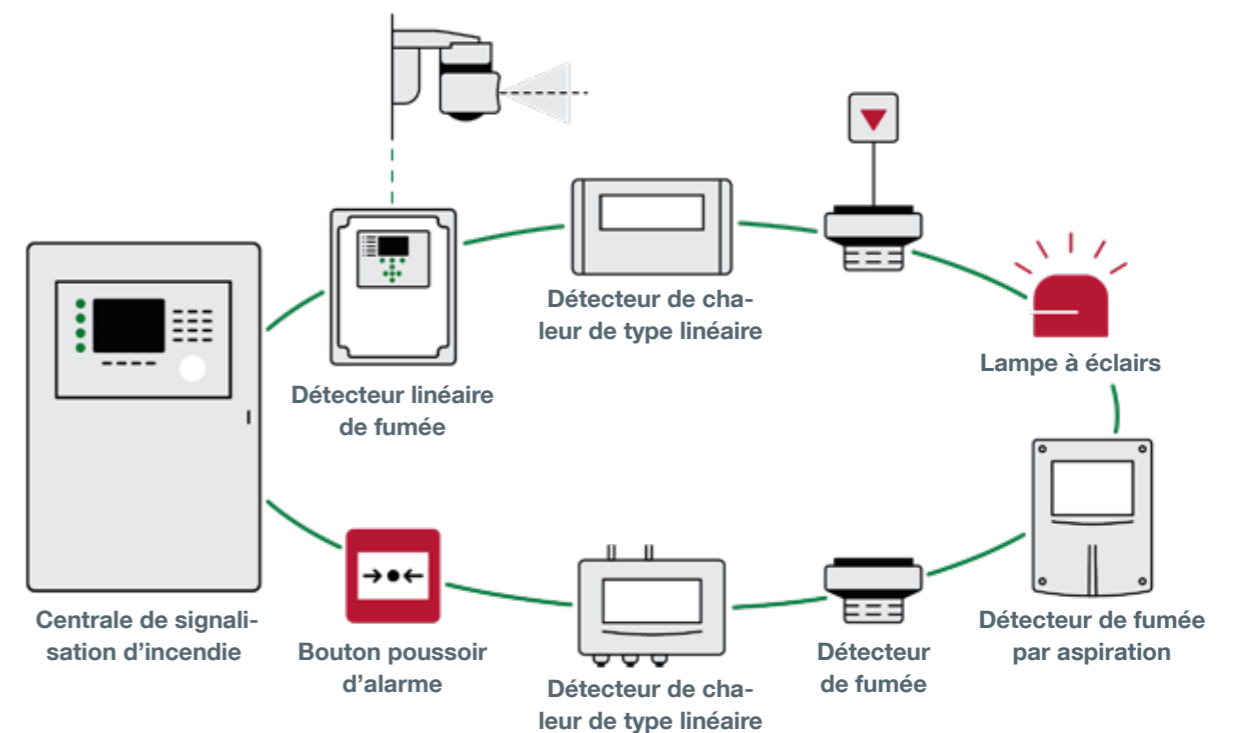 Détecteur de cha-
leur de type linéaire
Lampe à éclairs
Détecteur linéaire
de fumée
Centrale de signali-
sation d’incendie
Bouton poussoir
d’alarme
Détecteur de cha-
leur de type linéaire
Détecteur
de fumée
Détecteur de fumée
par aspiration